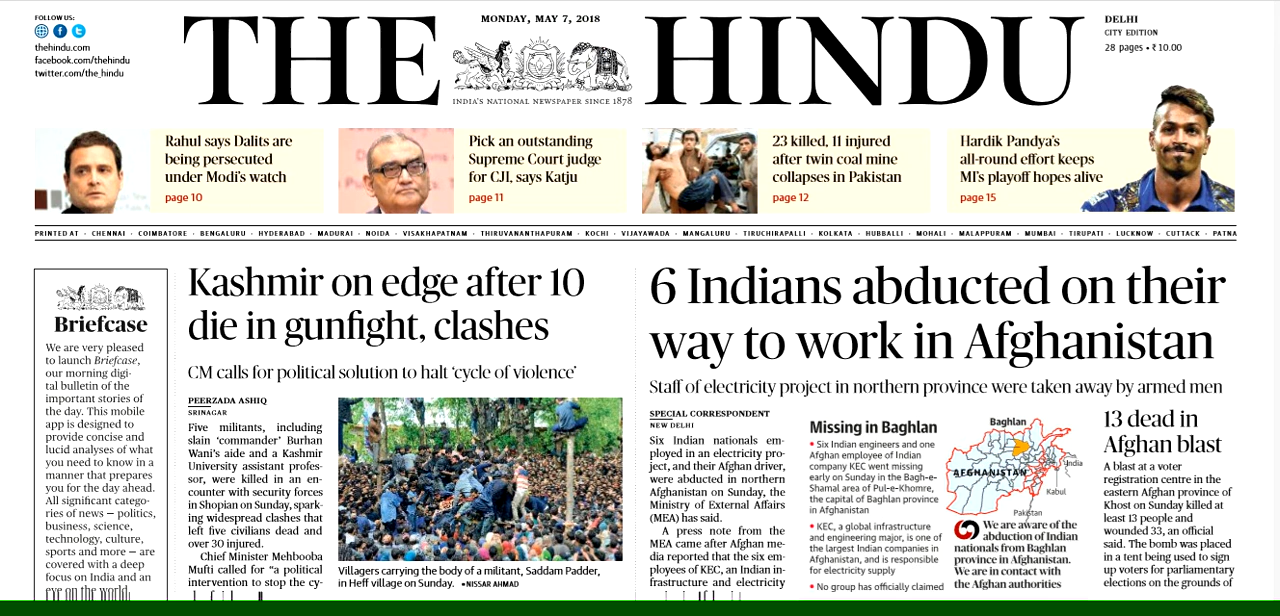 FOLLOW US:
thehindu.com
facebook.com/thehindu
twitter.com/the_hindu
THE HINDU
MONDAY, MAY 7, 2018
INDIA'S NATIONAL NEWSPAPER SINCE 1878
DELHI
CITY EDITION
28 pages • ₹10.00
Rahul says Dalits are
being persecuted
under Modi's watch
page 10
Pick an outstanding
Supreme Court judge
for CJI, says Katju
page 11
23 killed, 11 injured
after twin coal mine
collapses in Pakistan
page 12
Hardik Pandya's
all-round effort keeps
MI's playoff hopes alive
page 15
PRINTED AT · CHENNAI · COIMBATORE · BENGALURU · HYDERABAD · MADURAI · NOIDA · VISAKHAPATNAM · THIRUVANANTHAPURAM · KOCHI · VIJAYAWADA · MANGALURU · TIRUCHIRAPALLI · KOLKATA · HUBBALLI · MOHALI · MALAPPURAM · MUMBAI · TIRUPATI · LUCKNOW · CUTTACK · PATNA
Briefcase
We are very pleased
to launch Briefcase,
our morning digi-
tal bulletin of the
important stories of
the day. This mobile
app is designed to
provide concise and
lucid analyses of what
you need to know in a
manner that prepares
you for the day ahead.
All significant catego-
ries of news — politics,
business, science,
technology, culture,
sports and more — are
covered with a deep
focus on India and an
eye on the world.
Kashmir on edge after 10
die in gunfight, clashes
CM calls for political solution to halt 'cycle of violence'
PEERZADA ASHIQ
SRINAGAR
Five militants, including
slain 'commander' Burhan
Wani's aide and a Kashmir
University assistant profes-
sor, were killed in an en-
counter with security forces
in Shopian on Sunday, spark-
ing widespread clashes that
left five civilians dead and
over 30 injured.
Chief Minister Mehbooba
Mufti called for "a political
intervention to stop the cy-
Villagers carrying the body of a militant, Saddam Padder,
in Heff village on Sunday. ▪ NISSAR AHMAD
6 Indians abducted on their
way to work in Afghanistan
Staff of electricity project in northern province were taken away by armed men
SPECIAL CORRESPONDENT
NEW DELHI
Six Indian nationals em-
ployed in an electricity pro-
ject, and their Afghan driver,
were abducted in northern
Afghanistan on Sunday, the
Ministry of External Affairs
(MEA) has said.
A press note from the
MEA came after Afghan me-
dia reported that the six em-
ployees of KEC, an Indian in-
frastructure and electricity
Missing in Baghlan
• Six Indian engineers and one
Afghan employee of Indian
company KEC went missing
early on Sunday in the Bagh-e-
Shamal area of Pul-e-Khomre,
the capital of Baghlan province
in Afghanistan
• KEC, a global infrastructure
and engineering major, is one of
the largest Indian companies in
Afghanistan, and is responsible
for electricity supply
• No group has officially claimed
Baghlan
AFGHANISTAN
India
Kabul
Pakistan
We are aware of the
abduction of Indian
nationals from Baghlan
province in Afghanistan.
We are in contact with
the Afghan authorities
13 dead in
Afghan blast
A blast at a voter
registration centre in the
eastern Afghan province of
Khost on Sunday killed at
least 13 people and
wounded 33, an official
said. The bomb was placed
in a tent being used to sign
up voters for parliamentary
elections on the grounds of